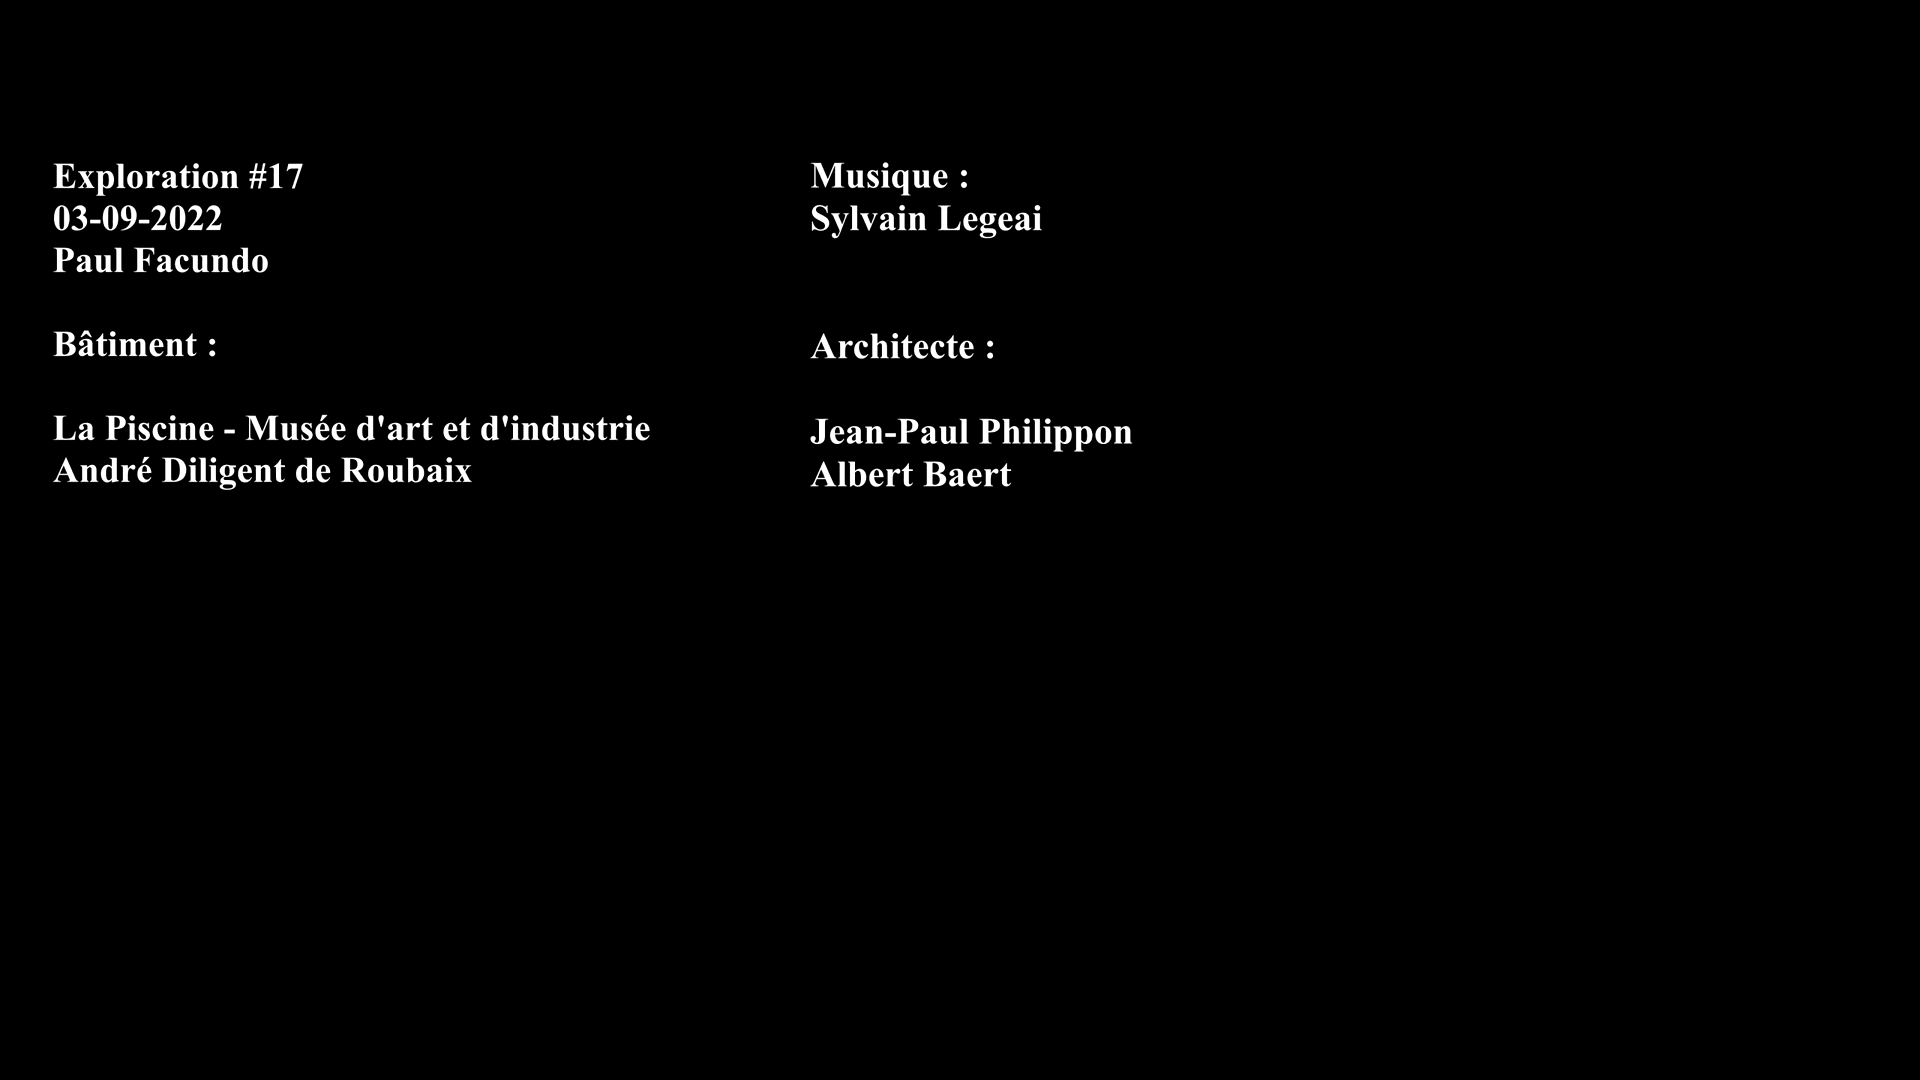 Exploration #17
03-09-2022
Paul Facundo
Bâtiment :
La Piscine - Musée d'art et d'industrie
André Diligent de Roubaix
Musique :
Sylvain Legeai
Architecte :
Jean-Paul Philippon
Albert Baert